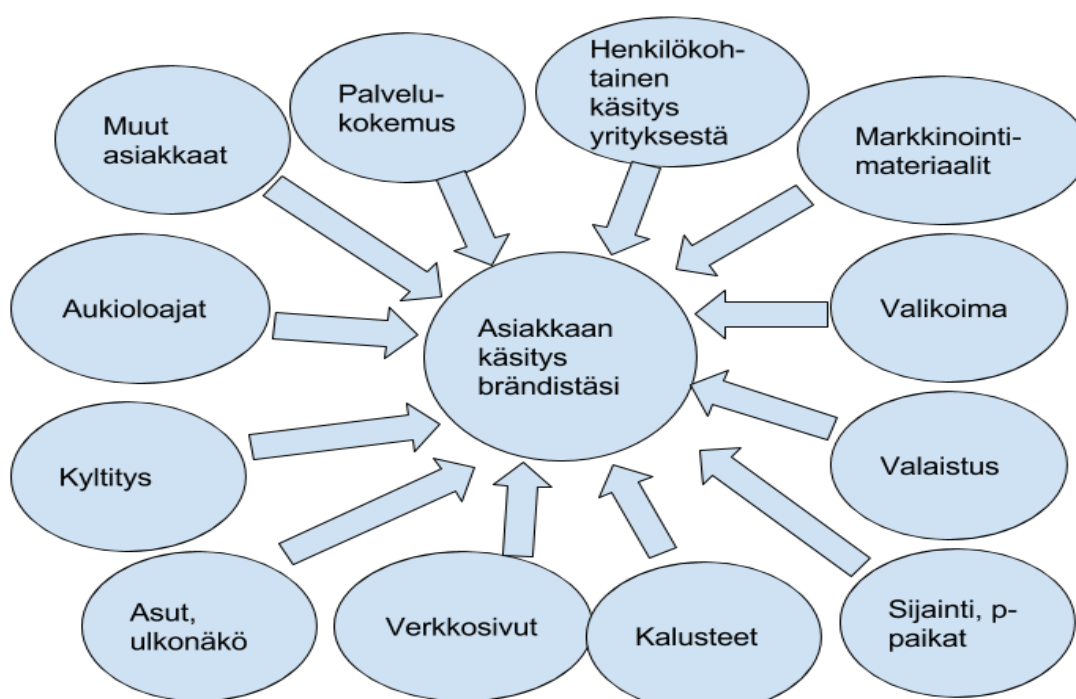 Henkilökoh-
tainen
käsitys
yrityksestä
Palvelu-
kokemus
Muut
asiakkaat
Markkinointi-
materiaalit
Aukioloajat
Valikoima
Asiakkaan
käsitys
brändistäsi
Kyltitys
Valaistus
Asut,
ulkonäkö
Verkkosivut
Kalusteet
Sijainti, p-
paikat